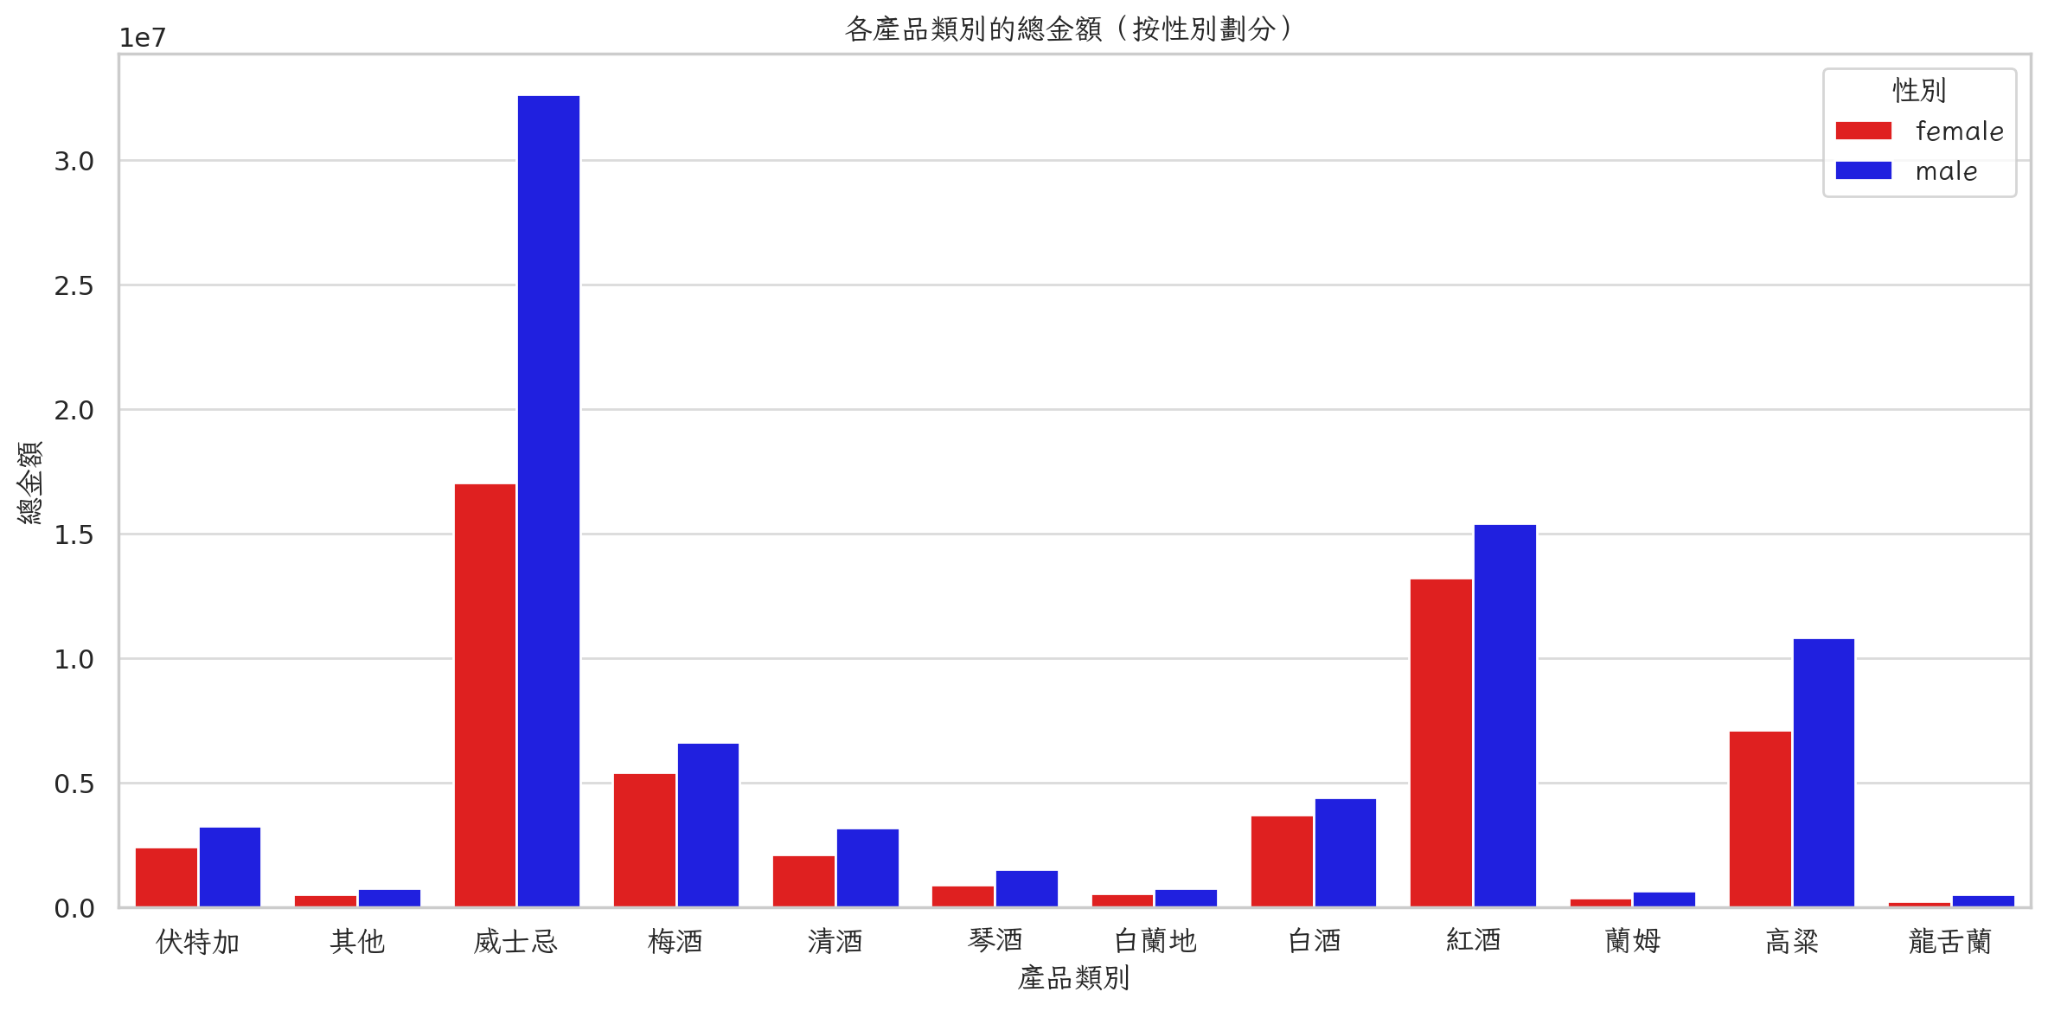 各產品類別的總金額（按性別劃分）
1e7
性別
female
male
3.0
2.5
2.0
1.5
1.0
0.5
0.0
總金額
伏特加
其他
威士忌
梅酒
清酒
琴酒
白蘭地
白酒
紅酒
蘭姆
高粱
龍舌蘭
產品類別